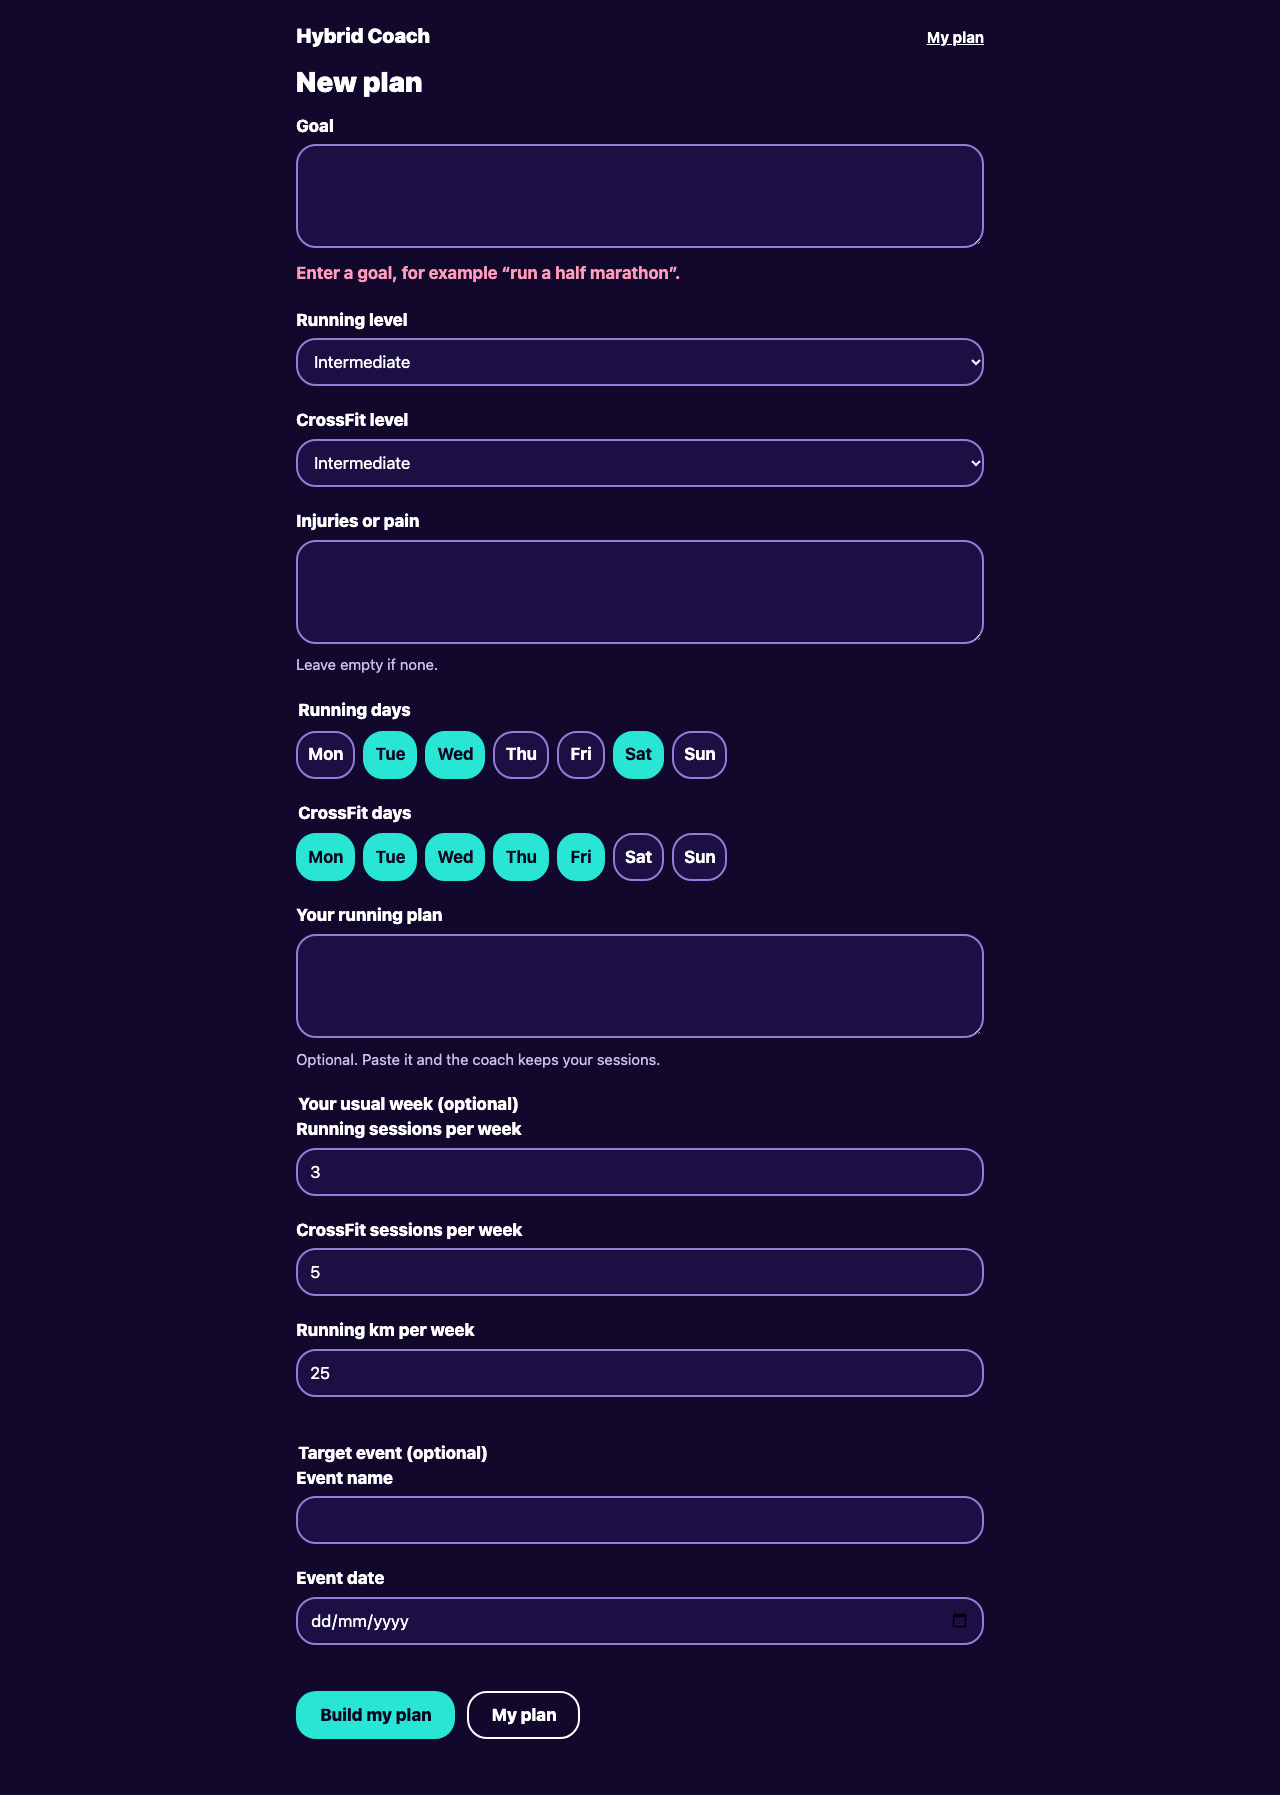 Hybrid Coach
My plan
New plan
Goal
Enter a goal, for example “run a half marathon”.
Running level
Intermediate
CrossFit level
Intermediate
Injuries or pain
Leave empty if none.
Running days
Mon Tue Wed Thu Fri Sat Sun
CrossFit days
Mon Tue Wed Thu Fri Sat Sun
Your running plan
Optional. Paste it and the coach keeps your sessions.
Your usual week (optional)
Running sessions per week
3
CrossFit sessions per week
5
Running km per week
25
Target event (optional)
Event name
Event date
dd/mm/yyyy
Build my plan
My plan